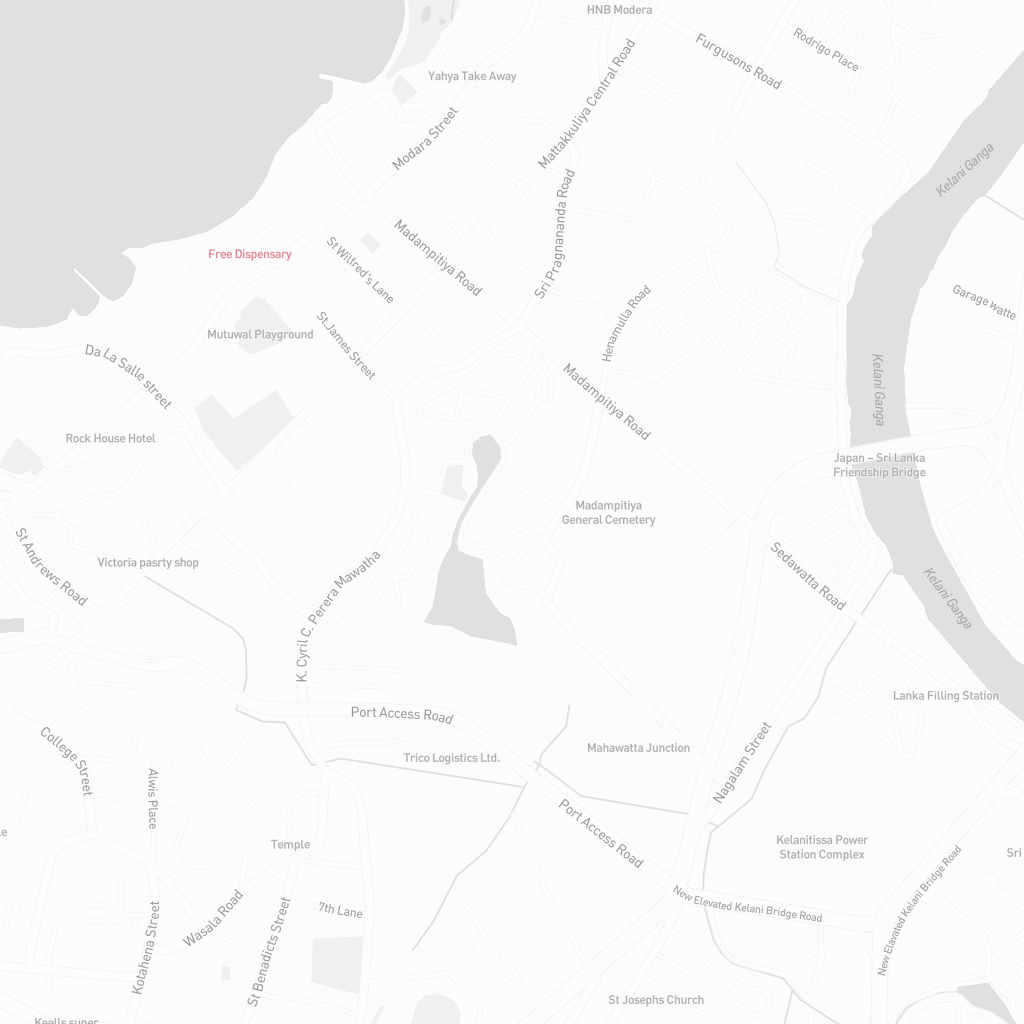 HNB Modera
Rodrigo Place
Furgusons Road
Yahya Take Away
Mattakkuliya Central Road
Modara Street
Kelani Ganga
Sri Pragnananda Road
Madampitiya Road
St Wilfred's Lane
Free Dispensary
Henamulla Road
Garage watte
Mutuwal Playground
St.James Street
Da La Salle street
Kelani Ganga
Madampitiya Road
Rock House Hotel
Japan – Sri Lanka
Friendship Bridge
Madampitiya
General Cemetery
St Andrews Road
Victoria pasrty shop
K. Cyril C. Perera Mawatha
Sedawatta Road
Kelani Ganga
Lanka Filling Station
Port Access Road
College Street
Trico Logistics Ltd.
Mahawatta Junction
Nagalam Street
Alwis Place
Port Access Road
Temple
Kelanitissa Power
Station Complex
Sri
Wasala Road
7th Lane
New Elevated Kelani Bridge Road
New Elavated Kelani Bridge Road
Kotahena Street
St Benadicts Street
St Josephs Church
Keells super